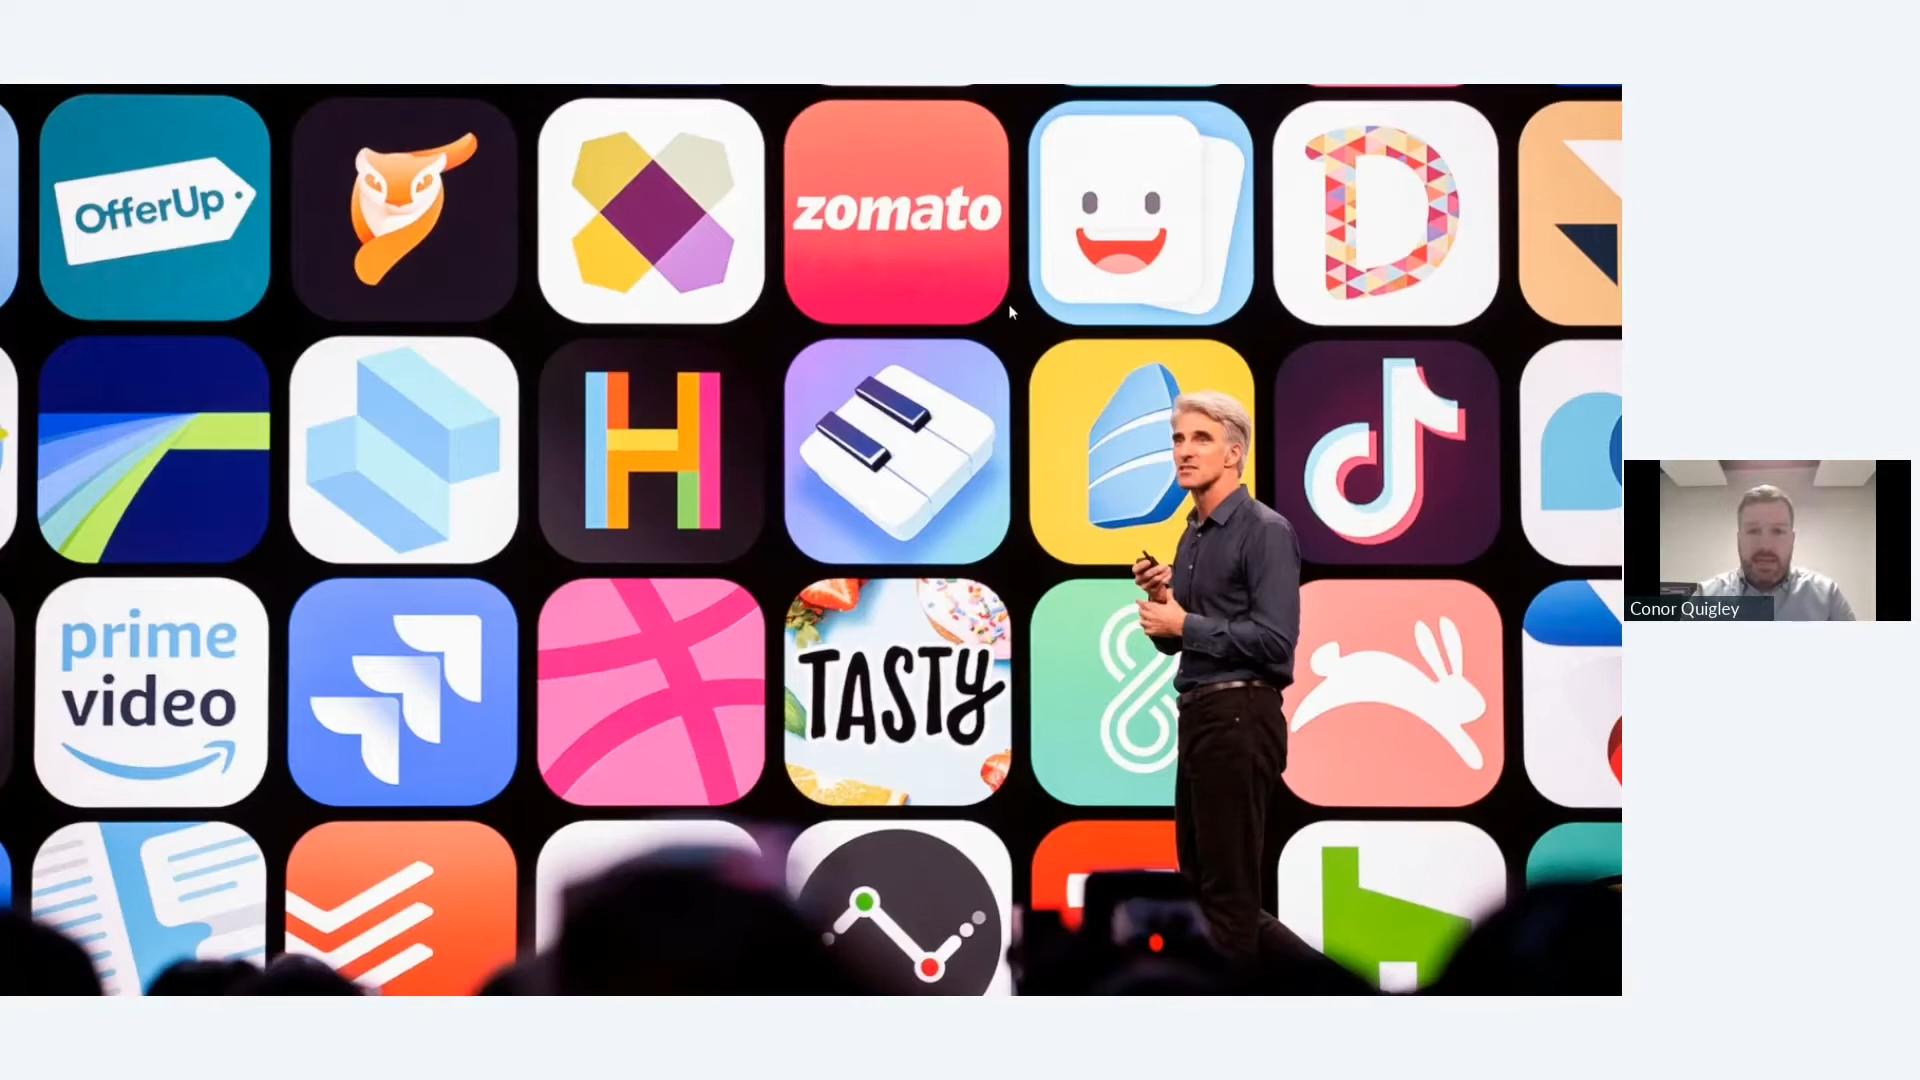 OfferUp
zomato
D
H
prime
video
TASTY
Conor Quigley